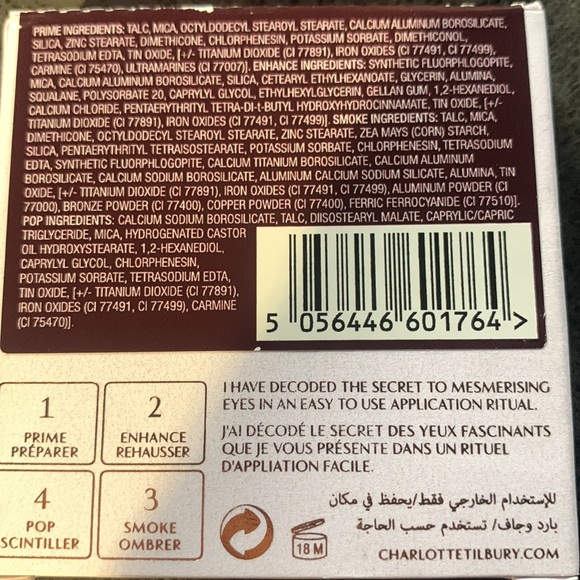 PRIME INGREDIENTS: TALC, MICA, OCTYLDODECYL STEAROYL STEARATE, CALCIUM ALUMINUM BOROSILICATE,
SILICA, ZINC STEARATE, DIMETHICONE, CHLORPHENESIN, POTASSIUM SORBATE, DIMETHICONOL,
TETRASODIUM EDTA, TIN OXIDE, [+/- TITANIUM DIOXIDE (CI 77891), IRON OXIDES (CI 77491, CI 77499),
CARMINE (CI 75470), ULTRAMARINES (CI 77007)]. ENHANCE INGREDIENTS: SYNTHETIC FLUORPHLOGOPITE,
MICA, CALCIUM ALUMINUM BOROSILICATE, SILICA, CETEARYL ETHYLHEXANOATE, GLYCERIN, ALUMINA,
SQUALANE, POLYSORBATE 20, CAPRYLYL GLYCOL, ETHYLHEXYLGLYCERIN, GELLAN GUM, 1,2-HEXANEDIOL,
CALCIUM CHLORIDE, PENTAERYTHRITYL TETRA-DI-t-BUTYL HYDROXYHYDROCINNAMATE, TIN OXIDE, [+/-
TITANIUM DIOXIDE (CI 77891), IRON OXIDES (CI 77491, CI 77499)]. SMOKE INGREDIENTS: TALC, MICA,
DIMETHICONE, OCTYLDODECYL STEAROYL STEARATE, ZINC STEARATE, ZEA MAYS (CORN) STARCH,
SILICA, PENTAERYTHRITYL TETRAISOSTEARATE, POTASSIUM SORBATE, CHLORPHENESIN, TETRASODIUM
EDTA, SYNTHETIC FLUORPHLOGOPITE, CALCIUM TITANIUM BOROSILICATE, CALCIUM ALUMINUM
BOROSILICATE, CALCIUM SODIUM BOROSILICATE, ALUMINUM CALCIUM SODIUM SILICATE, ALUMINA, TIN
OXIDE, [+/- TITANIUM DIOXIDE (CI 77891), IRON OXIDES (CI 77491, CI 77499), ALUMINUM POWDER (CI
77000), BRONZE POWDER (CI 77400), COPPER POWDER (CI 77400), FERRIC FERROCYANIDE (CI 77510)].
POP INGREDIENTS: CALCIUM SODIUM BOROSILICATE, TALC, DIISOSTEARYL MALATE, CAPRYLIC/CAPRIC
TRIGLYCERIDE, MICA, HYDROGENATED CASTOR
OIL HYDROXYSTEARATE, 1,2-HEXANEDIOL,
CAPRYLYL GLYCOL, CHLORPHENESIN,
POTASSIUM SORBATE, TETRASODIUM EDTA,
TIN OXIDE, [+/- TITANIUM DIOXIDE (CI 77891),
IRON OXIDES (CI 77491, CI 77499), CARMINE
(CI 75470)].
5 056446 601764 >
1
PRIME
PRÉPARER
2
ENHANCE
REHAUSSER
4
POP
SCINTILLER
3
SMOKE
OMBRER
I HAVE DECODED THE SECRET TO MESMERISING
EYES IN AN EASY TO USE APPLICATION RITUAL.
J'AI DÉCODÉ LE SECRET DES YEUX FASCINANTS
QUE JE VOUS PRÉSENTE DANS UN RITUEL
D'APPLIATION FACILE.
للإستخدام الخارجي فقط/يحفظ في مكان
بارد وجاف/ تستخدم حسب الحاجة
18 M
CHARLOTTETILBURY.COM